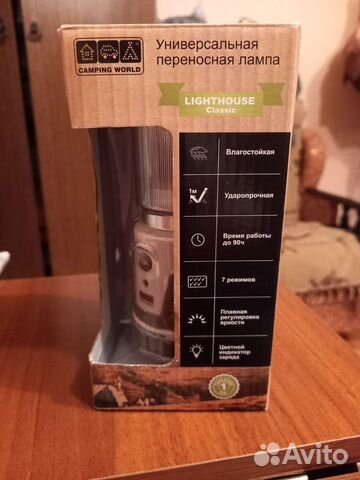 CAMPING WORLD
Универсальная
переносная лампа
LIGHTHOUSE
Classic
Влагостойкая
1м
Ударопрочная
Время работы
до 90ч
7 режимов
Плавная
регулировка
яркости
Цветной
индикатор
заряда
1
Avito